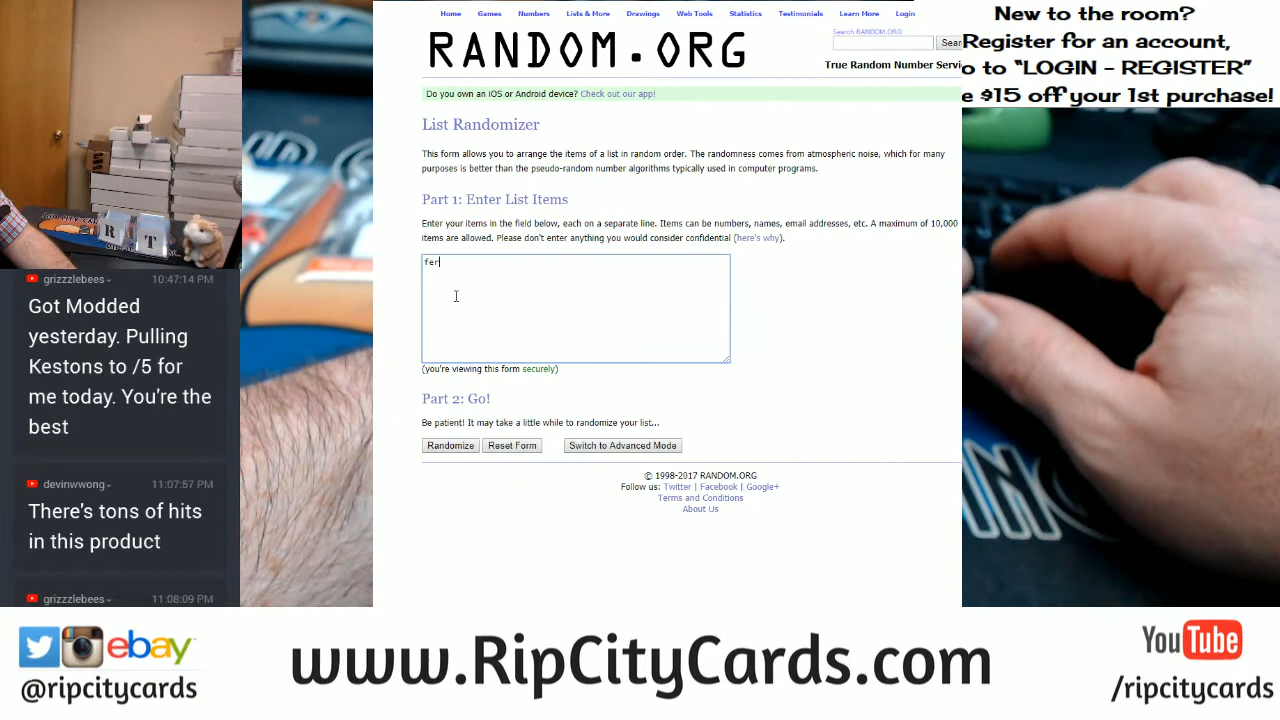 Home Games Numbers Lists & More Drawings Web Tools Statistics Testimonials Learn More Login
RANDOM.ORG
Search RANDOM.ORG
Sear
True Random Number Servi
Do you own an iOS or Android device? Check out our app!
List Randomizer
This form allows you to arrange the items of a list in random order. The randomness comes from atmospheric noise, which for many
purposes is better than the pseudo-random number algorithms typically used in computer programs.
Part 1: Enter List Items
Enter your items in the field below, each on a separate line. Items can be numbers, names, email addresses, etc. A maximum of 10,000
items are allowed. Please don't enter anything you would consider confidential (here's why).
fer
(you're viewing this form securely)
Part 2: Go!
Be patient! It may take a little while to randomize your list...
Randomize Reset Form Switch to Advanced Mode
© 1998-2017 RANDOM.ORG
Follow us: Twitter | Facebook | Google+
Terms and Conditions
About Us
New to the room?
Register for an account,
o to "LOGIN - REGISTER"
e $15 off your 1st purchase!
R T
grizzzlebees 10:47:14 PM
Got Modded
yesterday. Pulling
Kestons to /5 for
me today. You're the
best
devinwwong 11:07:57 PM
There's tons of hits
in this product
grizzzlebees 11:08:09 PM
ebay
@ripcitycards
www.RipCityCards.com
YouTube
/ripcitycards